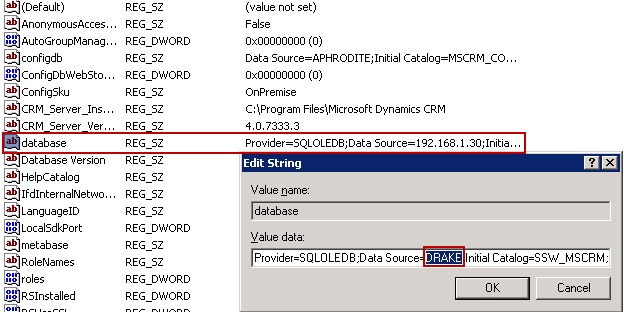 (Default) REG_SZ (value not set)
AnonymousAcces... REG_SZ False
AutoGroupManag... REG_DWORD 0x00000000 (0)
configdb REG_SZ Data Source=APHRODITE;Initial Catalog=MSCRM_CO...
ConfigDbWebSto... REG_DWORD 0x00000000 (0)
ConfigSku REG_SZ OnPremise
CRM_Server_Ins... REG_SZ C:\Program Files\Microsoft Dynamics CRM
CRM_Server_Ver... REG_SZ 4.0.7333.3
database REG_SZ Provider=SQLOLEDB;Data Source=192.168.1.30;Initia...
Database Version REG_SZ
HelpCatalog REG_SZ
IfdInternalNetwo... REG_SZ
LanguageID REG_SZ
LocalSdkPort REG_DWORD
metabase REG_SZ
RoleNames REG_SZ
roles REG_DWORD
RSInstalled REG_DWORD
Edit String
Value name:
database
Value data:
Provider=SQLOLEDB;Data Source=DRAKE Initial Catalog=SSW_MSCRM;
OK Cancel